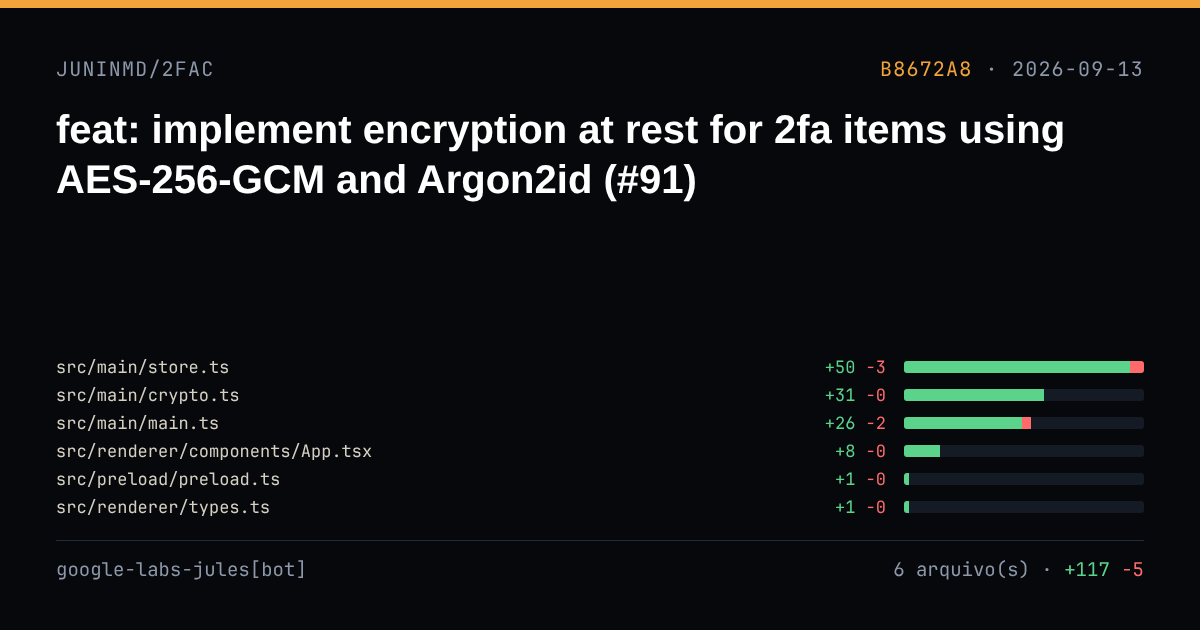 JUNINMD/2FAC
B8672A8 · 2026-09-13
feat: implement encryption at rest for 2fa items using
AES-256-GCM and Argon2id (#91)
src/main/store.ts +50 -3
src/main/crypto.ts +31 -0
src/main/main.ts +26 -2
src/renderer/components/App.tsx +8 -0
src/preload/preload.ts +1 -0
src/renderer/types.ts +1 -0
google-labs-jules[bot]
6 arquivo(s) · +117 -5